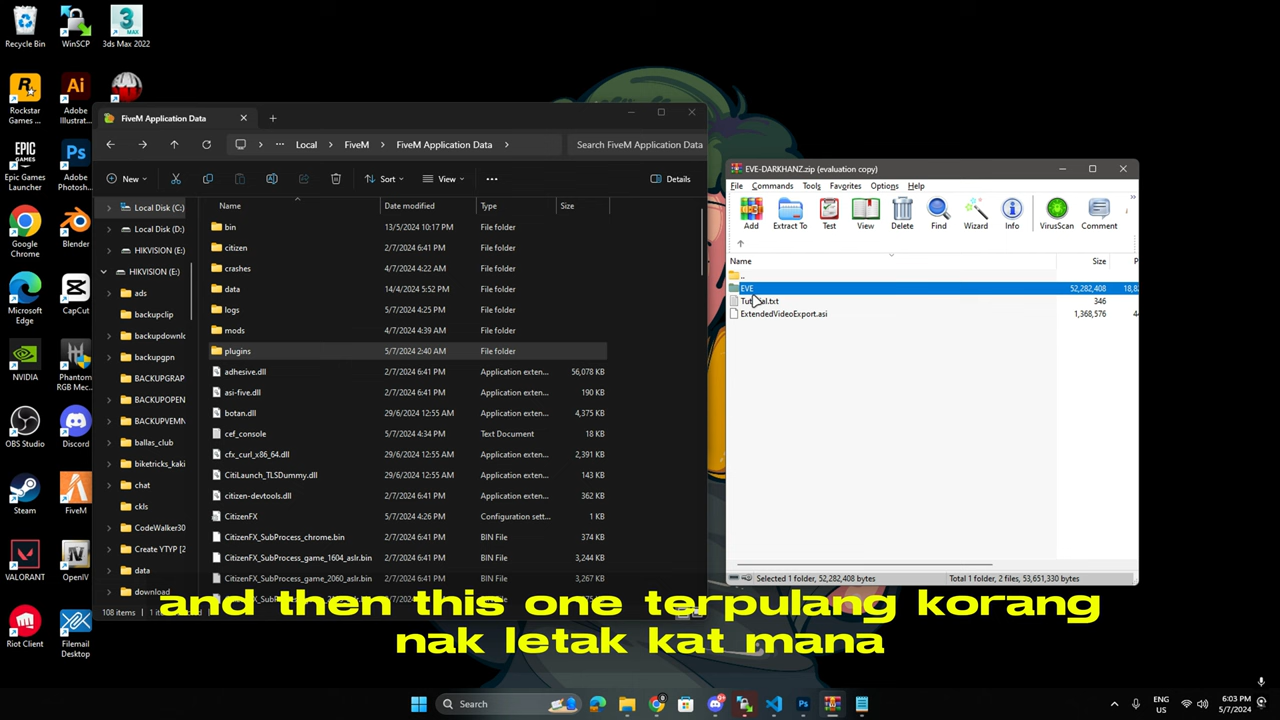 Recycle Bin
WinSCP
3ds Max 2022
Rockstar
Games ...
Adobe
Illustrat...
Epic Games
Launcher
Adobe
Photosh...
Google
Chrome
Blender
Microsoft
Edge
CapCut
NVIDIA
Phantom
RGB Mec...
OBS Studio
Discord
Steam
FiveM
VALORANT
OpenIV
Riot Client
Filemail
Desktop
FiveM Application Data
Local > FiveM > FiveM Application Data >
Search FiveM Application Data
New
Sort
View
Details
Local Disk (C:)
Local Disk (D:)
HIKVISION (E:)
HIKVISION (E:)
ads
backupclip
backupdownlc
backupgpn
BACKUPGRAP
BACKUPOPEN
BACKUPVEMN
ballas_club
biketricks_kaki
chat
ckls
CodeWalker30
Create YTYP [2
data
download
Name Date modified Type Size
bin 13/5/2024 10:17 PM File folder
citizen 2/7/2024 6:41 PM File folder
crashes 4/7/2024 4:22 AM File folder
data 14/4/2024 5:52 PM File folder
logs 5/7/2024 4:25 PM File folder
mods 4/7/2024 4:39 AM File folder
plugins 5/7/2024 2:40 AM File folder
adhesive.dll 2/7/2024 6:41 PM Application exten... 56,078 KB
asi-five.dll 2/7/2024 6:41 PM Application exten... 190 KB
botan.dll 29/6/2024 12:55 AM Application exten... 4,375 KB
cef_console 5/7/2024 4:34 PM Text Document 18 KB
cfx_curl_x86_64.dll 29/6/2024 12:55 AM Application exten... 2,391 KB
CitiLaunch_TLSDummy.dll 29/6/2024 12:55 AM Application exten... 143 KB
citizen-devtools.dll 2/7/2024 6:41 PM Application exten... 362 KB
CitizenFX 5/7/2024 4:26 PM Configuration sett... 1 KB
CitizenFX_SubProcess_chrome.bin 2/7/2024 6:41 PM BIN File 374 KB
CitizenFX_SubProcess_game_1604_aslr.bin 2/7/2024 6:41 PM BIN File 3,244 KB
CitizenFX_SubProcess_game_2060_aslr.bin 2/7/2024 6:41 PM BIN File 3,267 KB
108 items
EVE-DARKHANZ.zip (evaluation copy)
File Commands Tools Favorites Options Help
Add Extract To Test View Delete Find Wizard Info VirusScan Comment
Name Size
..
EVE 52,282,408
346
ExtendedVideoExport.asi 1,368,576
Selected 1 folder, 52,282,408 bytes
Total 1 folder, 2 files, 53,651,330 bytes
and then this one terpulang korang
nak letak kat mana
Search
ENG
US
6:03 PM
5/7/2024